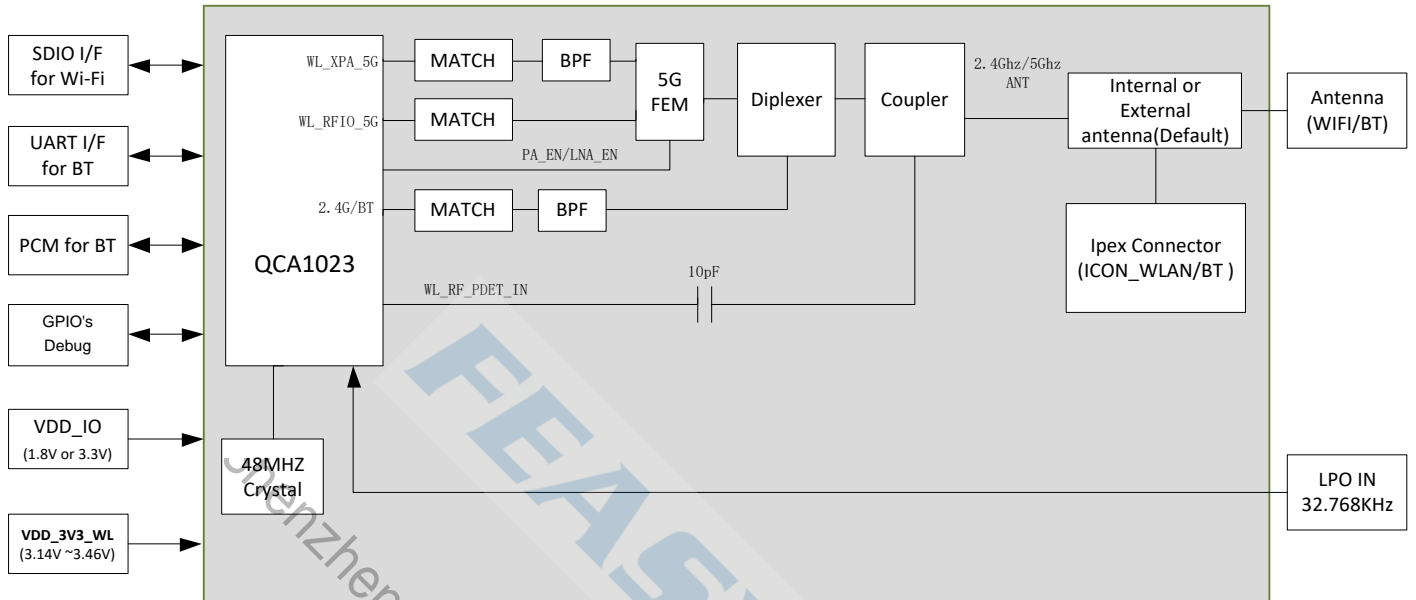 SDIO I/F
for Wi-Fi
UART I/F
for BT
PCM for BT
GPIO's
Debug
VDD_IO
(1.8V or 3.3V)
VDD_3V3_WL
(3.14V ~3.46V)
QCA1023
WL_XPA_5G
WL_RFIO_5G
PA_EN/LNA_EN
2.4G/BT
WL_RF_PDET_IN
MATCH
BPF
MATCH
MATCH
BPF
5G
FEM
Diplexer
Coupler
10pF
2.4Ghz/5Ghz
ANT
Internal or
External
antenna(Default)
Ipex Connector
(ICON_WLAN/BT )
Antenna
(WIFI/BT)
LPO IN
32.768KHz
48MHZ
Crystal
Shenzhen
FEASY